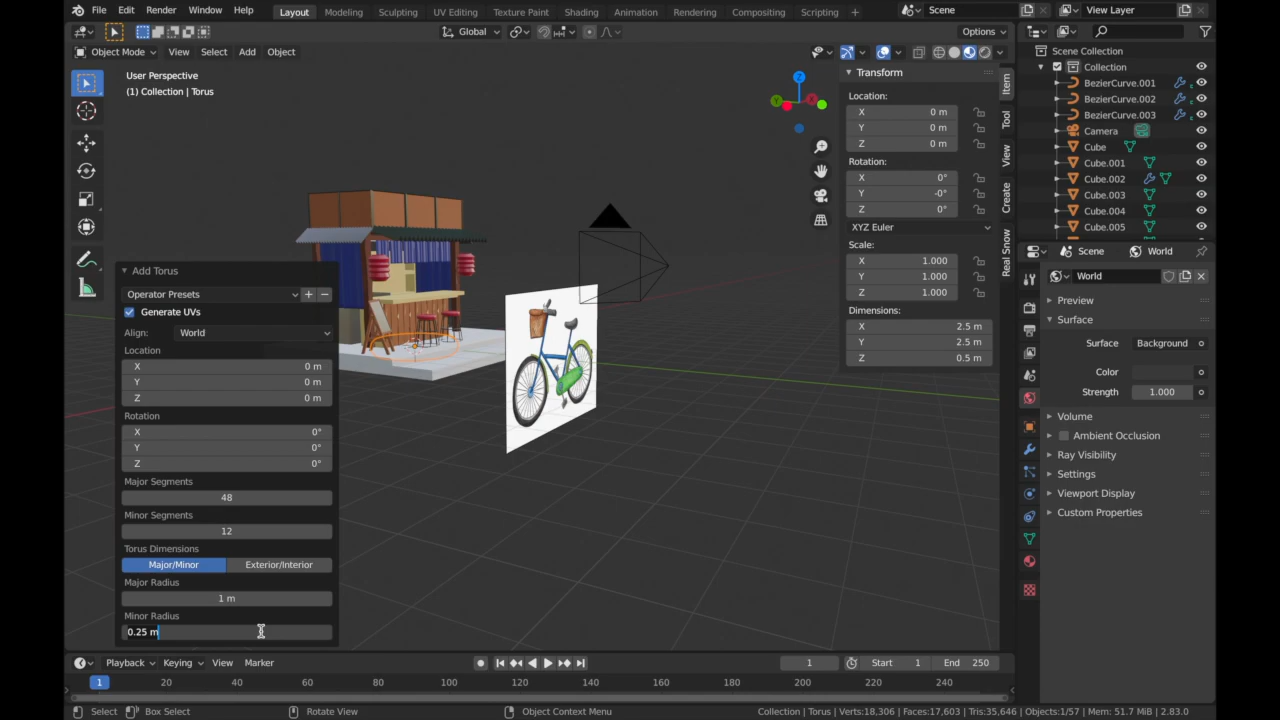 File Edit Render Window Help Layout Modeling Sculpting UV Editing Texture Paint Shading Animation Rendering Compositing Scripting + Scene View Layer
Global Options
Object Mode View Select Add Object
User Perspective
(1) Collection | Torus
Add Torus
Operator Presets
Generate UVs
Align: World
Location
X 0 m
Y 0 m
Z 0 m
Rotation
X 0°
Y 0°
Z 0°
Major Segments
48
Minor Segments
12
Torus Dimensions
Major/Minor Exterior/Interior
Major Radius
1 m
Minor Radius
0.25 m
Transform
Location:
X 0 m
Y 0 m
Z 0 m
Rotation:
X 0°
Y -0°
Z 0°
XYZ Euler
Scale:
X 1.000
Y 1.000
Z 1.000
Dimensions:
X 2.5 m
Y 2.5 m
Z 0.5 m
Item
Tool
View
Create
Real Snow
Scene Collection
Collection
BezierCurve.001
BezierCurve.002
BezierCurve.003
Camera
Cube
Cube.001
Cube.002
Cube.003
Cube.004
Cube.005
Scene World
World
Preview
Surface
Surface Background
Color
Strength 1.000
Volume
Ambient Occlusion
Ray Visibility
Settings
Viewport Display
Custom Properties
Playback Keying View Marker 1 Start 1 End 250
1 20 40 60 80 100 120 140 160 180 200 220 240
Select Box Select Rotate View Object Context Menu Collection | Torus | Verts:18,306 | Faces:17,603 | Tris:35,646 | Objects:1/57 | Mem: 51.7 MiB | 2.83.0